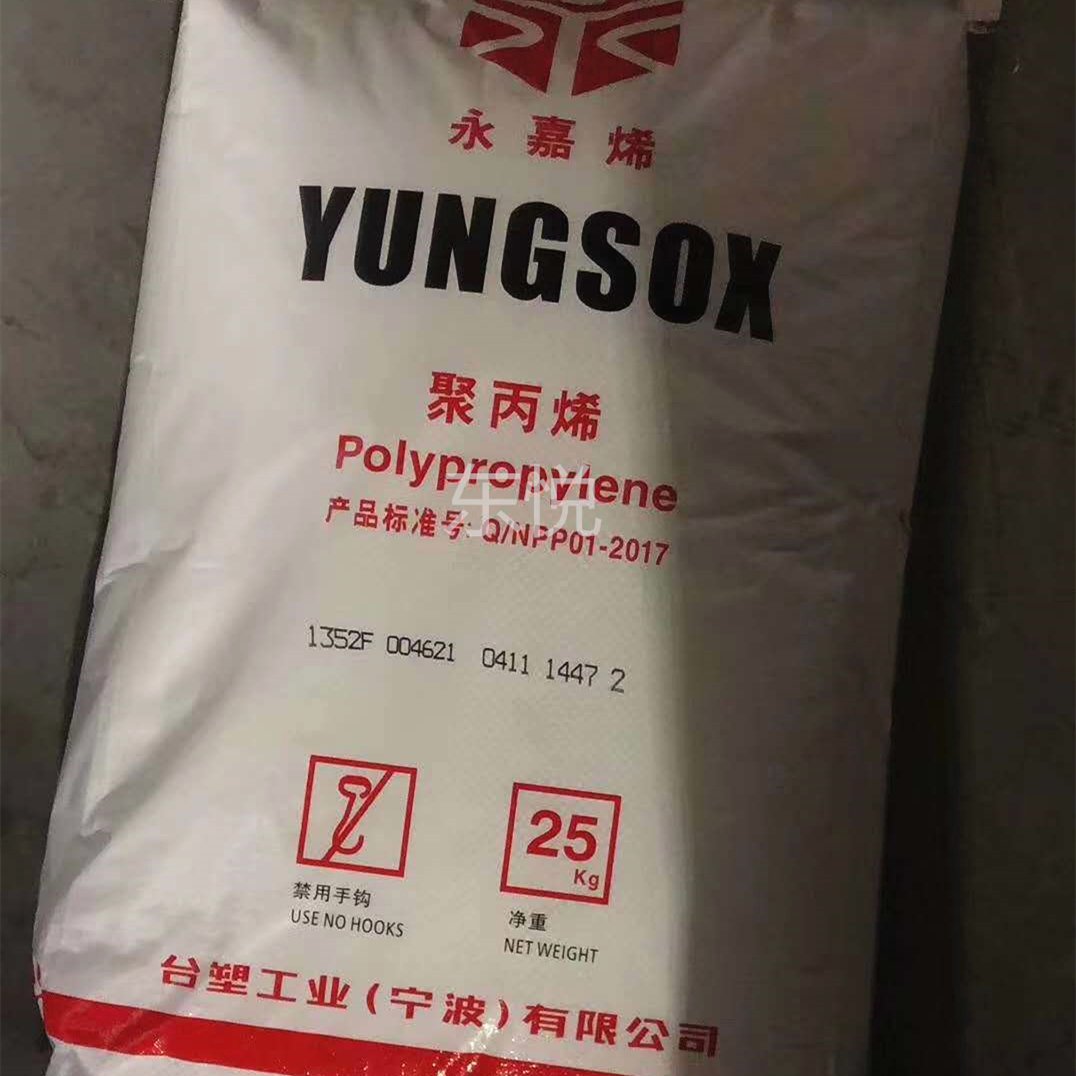 永嘉烯
YUNGSOX
聚丙烯
Polypropylene
东悦
产品标准号: Q/NPP01-2017
1352F 004621 0411 1447 2
25
Kg
禁用手钩
USE NO HOOKS
净重
NET WEIGHT
台塑工业(宁波)有限公司